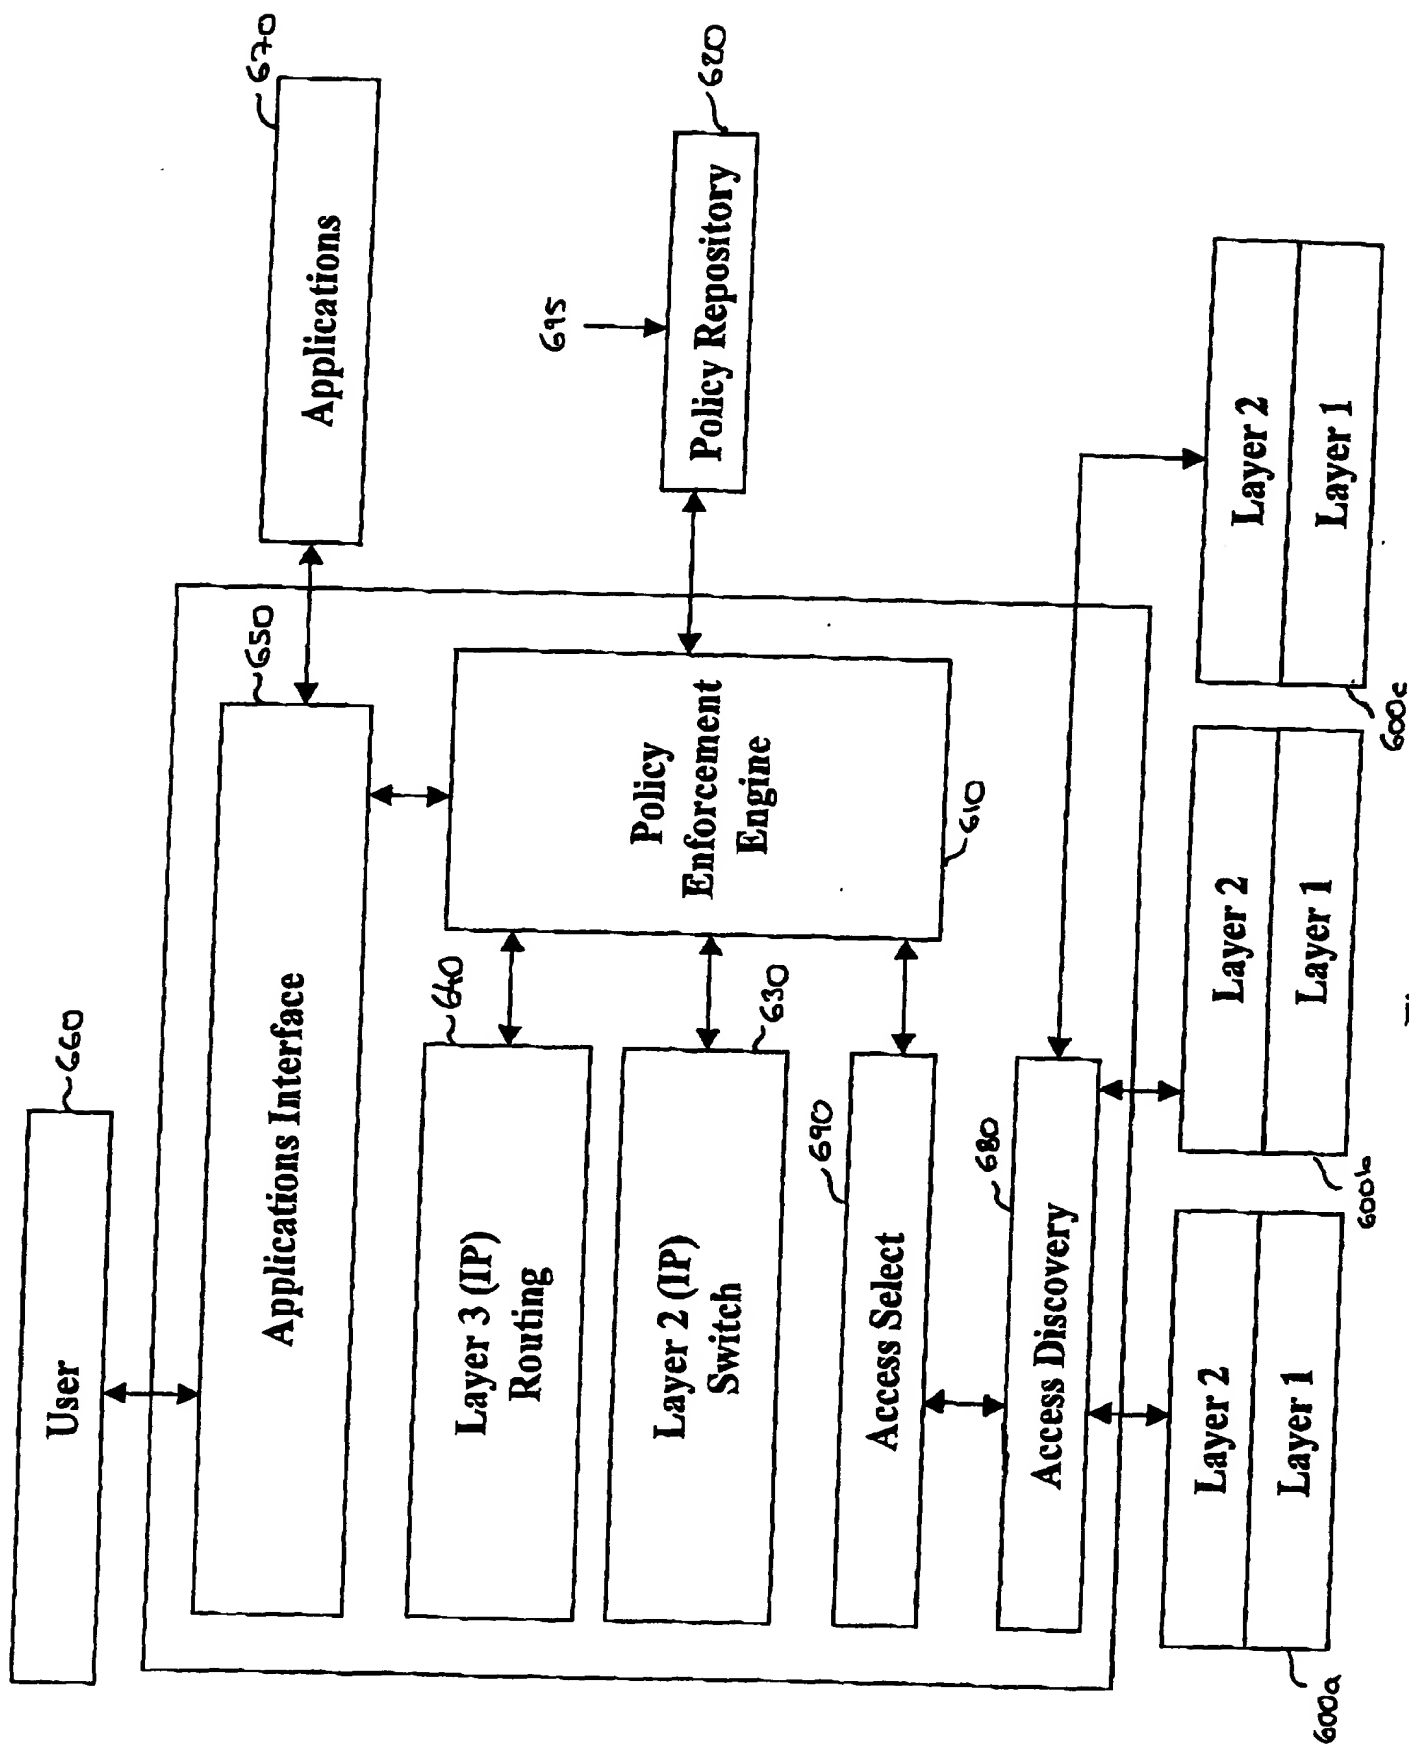 User
660
Applications Interface
650
Applications
670
Layer 3 (IP)
Routing
640
Layer 2 (IP)
Switch
630
Policy
Enforcement
Engine
610
695
Policy Repository
620
Access Select
690
Access Discovery
680
Layer 2
Layer 1
600a
Layer 2
Layer 1
600b
Layer 2
Layer 1
600c